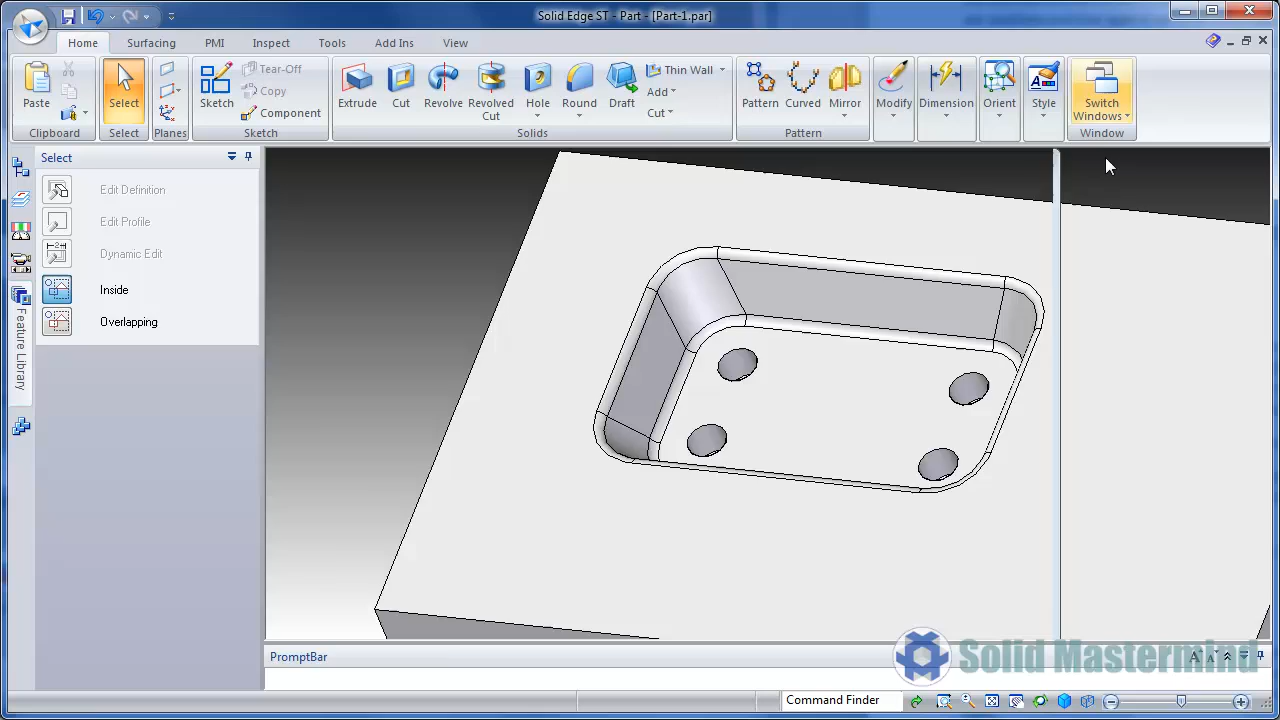 Solid Edge ST - Part - [Part-1.par]
Home Surfacing PMI Inspect Tools Add Ins View
Paste
Select
Sketch
Tear-Off
Copy
Component
Extrude
Cut
Revolve
Revolved
Cut
Hole
Round
Draft
Thin Wall
Add
Cut
Pattern
Curved
Mirror
Modify
Dimension
Orient
Style
Switch
Windows
Clipboard Select Planes Sketch Solids Pattern Window
Select
Edit Definition
Edit Profile
Dynamic Edit
Inside
Overlapping
Feature Library
PromptBar
Solid Mastermind
Command Finder